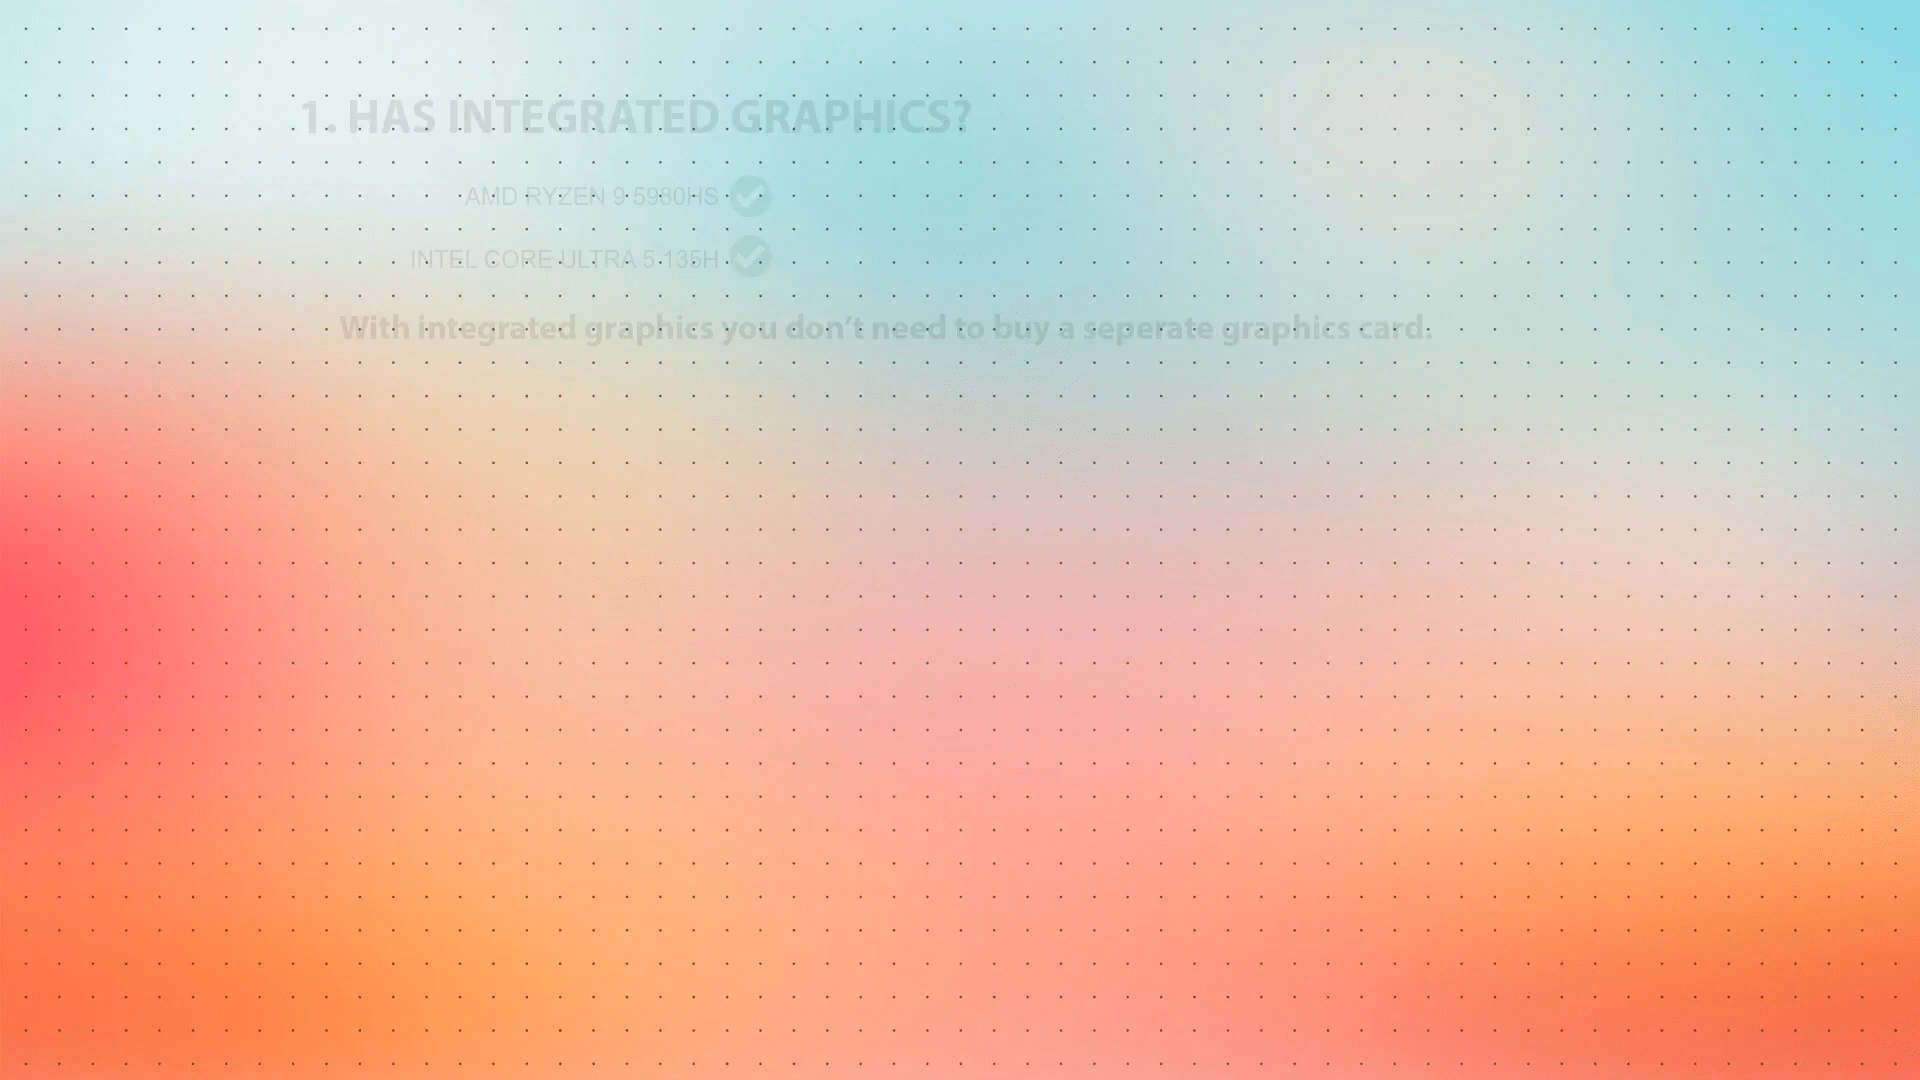 1. HAS INTEGRATED GRAPHICS?
AMD RYZEN 9 5980HS
INTEL CORE ULTRA 5 135H
With integrated graphics you don’t need to buy a seperate graphics card.